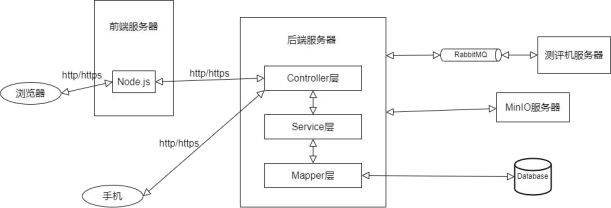 前端服务器
Node.js
浏览器
http/https
http/https
http/https
手机
后端服务器
Controller层
Service层
Mapper层
RabbitMQ
测评机服务器
MinIO服务器
Database